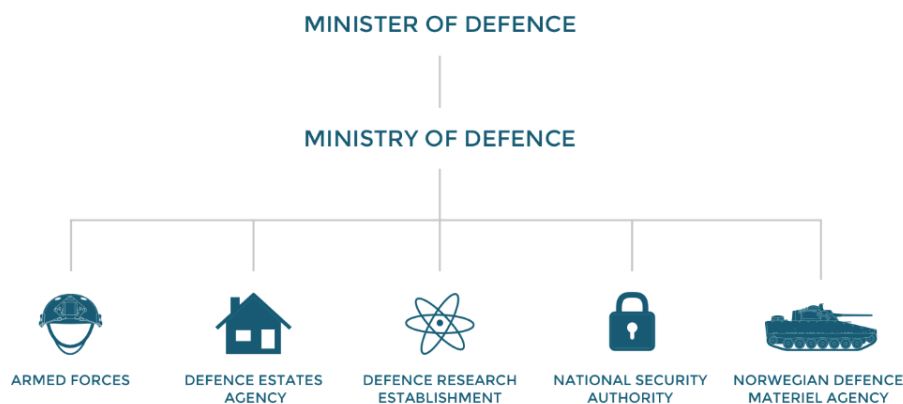 MINISTER OF DEFENCE
MINISTRY OF DEFENCE
ARMED FORCES
DEFENCE ESTATES
AGENCY
DEFENCE RESEARCH
ESTABLISHMENT
NATIONAL SECURITY
AUTHORITY
NORWEGIAN DEFENCE
MATERIEL AGENCY